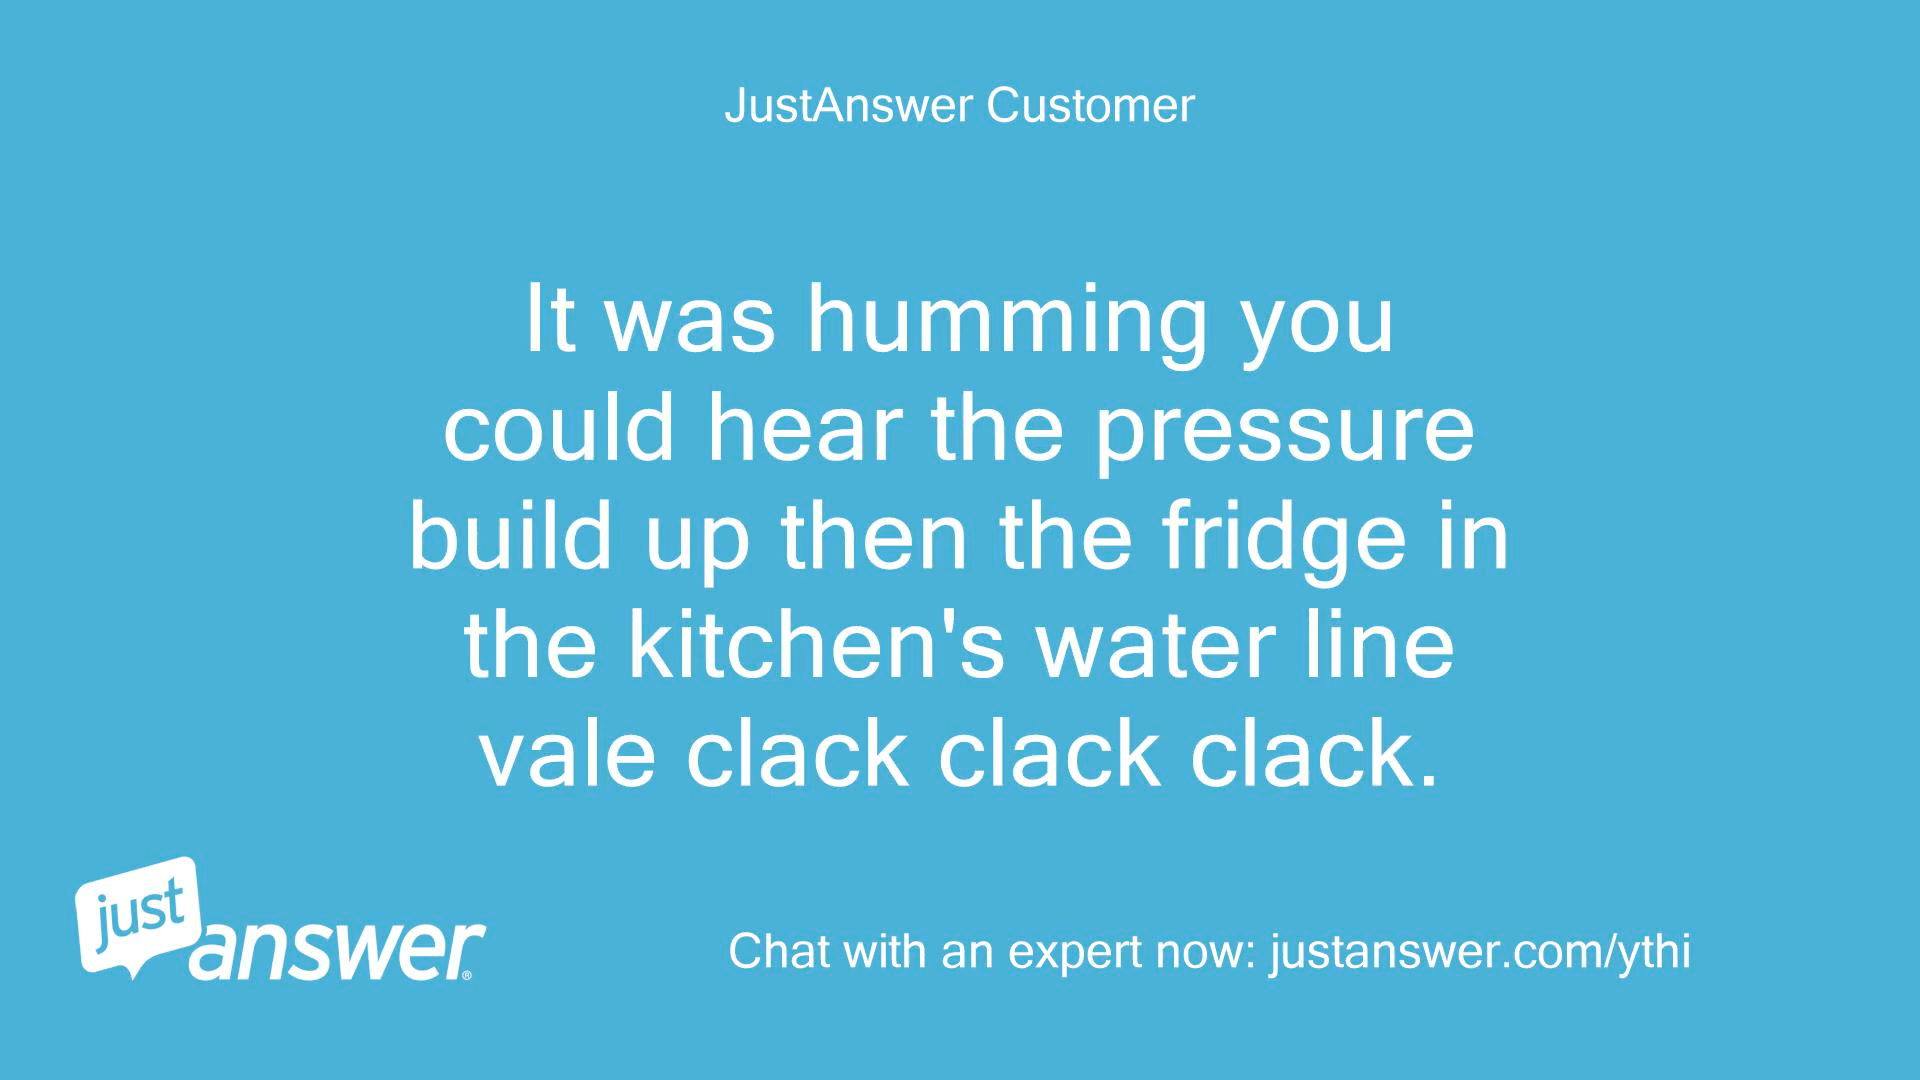 JustAnswer Customer
It was humming you
could hear the pressure
build up then the fridge in
the kitchen's water line
vale clack clack clack.
just
answer®
Chat with an expert now: justanswer.com/ythi